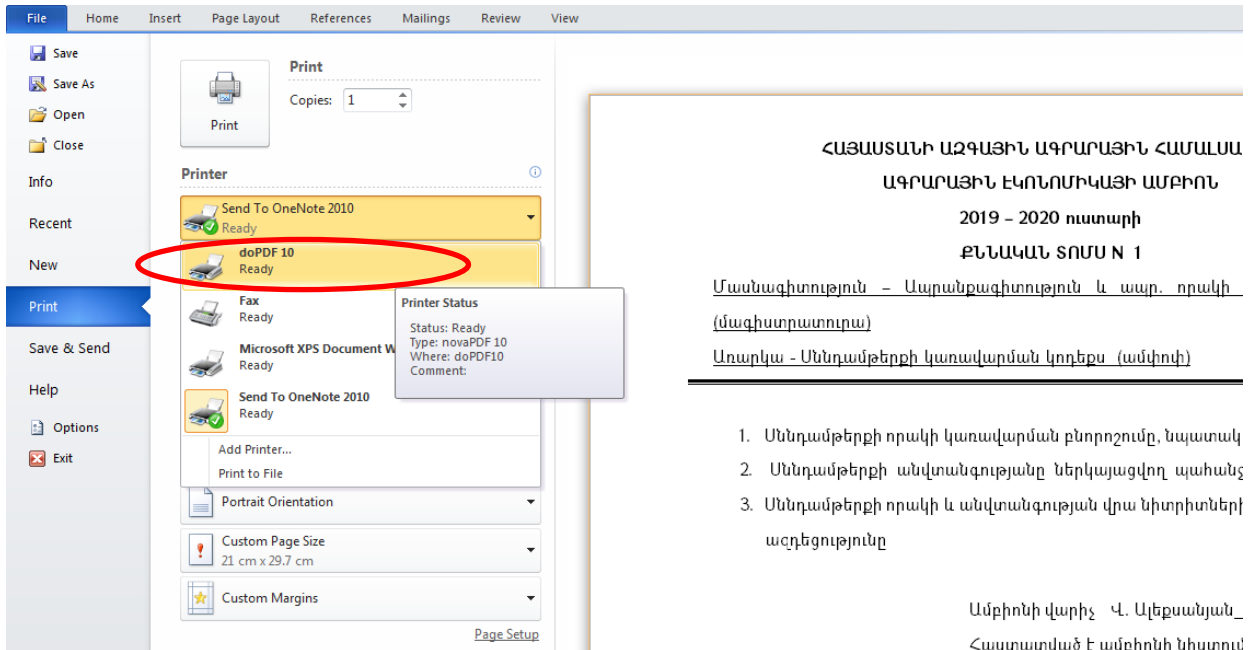 File Home Insert Page Layout References Mailings Review View
Save
Save As
Open
Close
Info
Recent
New
Print
Save & Send
Help
Options
Exit
Print
Print
Copies: 1
Printer
Send To OneNote 2010
Ready
doPDF 10
Ready
Fax
Ready
Microsoft XPS Document W
Ready
Send To OneNote 2010
Ready
Add Printer...
Print to File
Printer Status
Status: Ready
Type: novaPDF 10
Where: doPDF10
Comment:
Portrait Orientation
Custom Page Size
21 cm x 29.7 cm
Custom Margins
Page Setup
ՀԱՅԱՍՏԱՆԻ ԱԶԳԱՅԻՆ ԱԳՐԱՐԱՅԻՆ ՀԱՄԱԼՍԱ
ԱԳՐԱՐԱՅԻՆ ԷԿՈՆՈՄԻԿԱՅԻ ԱՄԲԻՈՆ
2019 – 2020 ուստարի
ՔՆՆԱԿԱՆ ՏՈՄՍ N 1
Մասնագիտություն – Ապրանքագիտություն և ապր. որակի
(մագիստրատուրա)
Առարկա - Սննդամթերքի կառավարման կոդեքս (ամփոփ)
1. Սննդամթերքի որակի կառավարման բնորոշումը, նպատակ
2. Սննդամթերքի անվտանգությանը ներկայացվող պահանջ
3. Սննդամթերքի որակի և անվտանգության վրա նիտրիտների
ազդեցությունը
Ամբիոնի վարիչ Վ. Ալեքսանյան_
Հաստատված է ամբիոնի նիստում